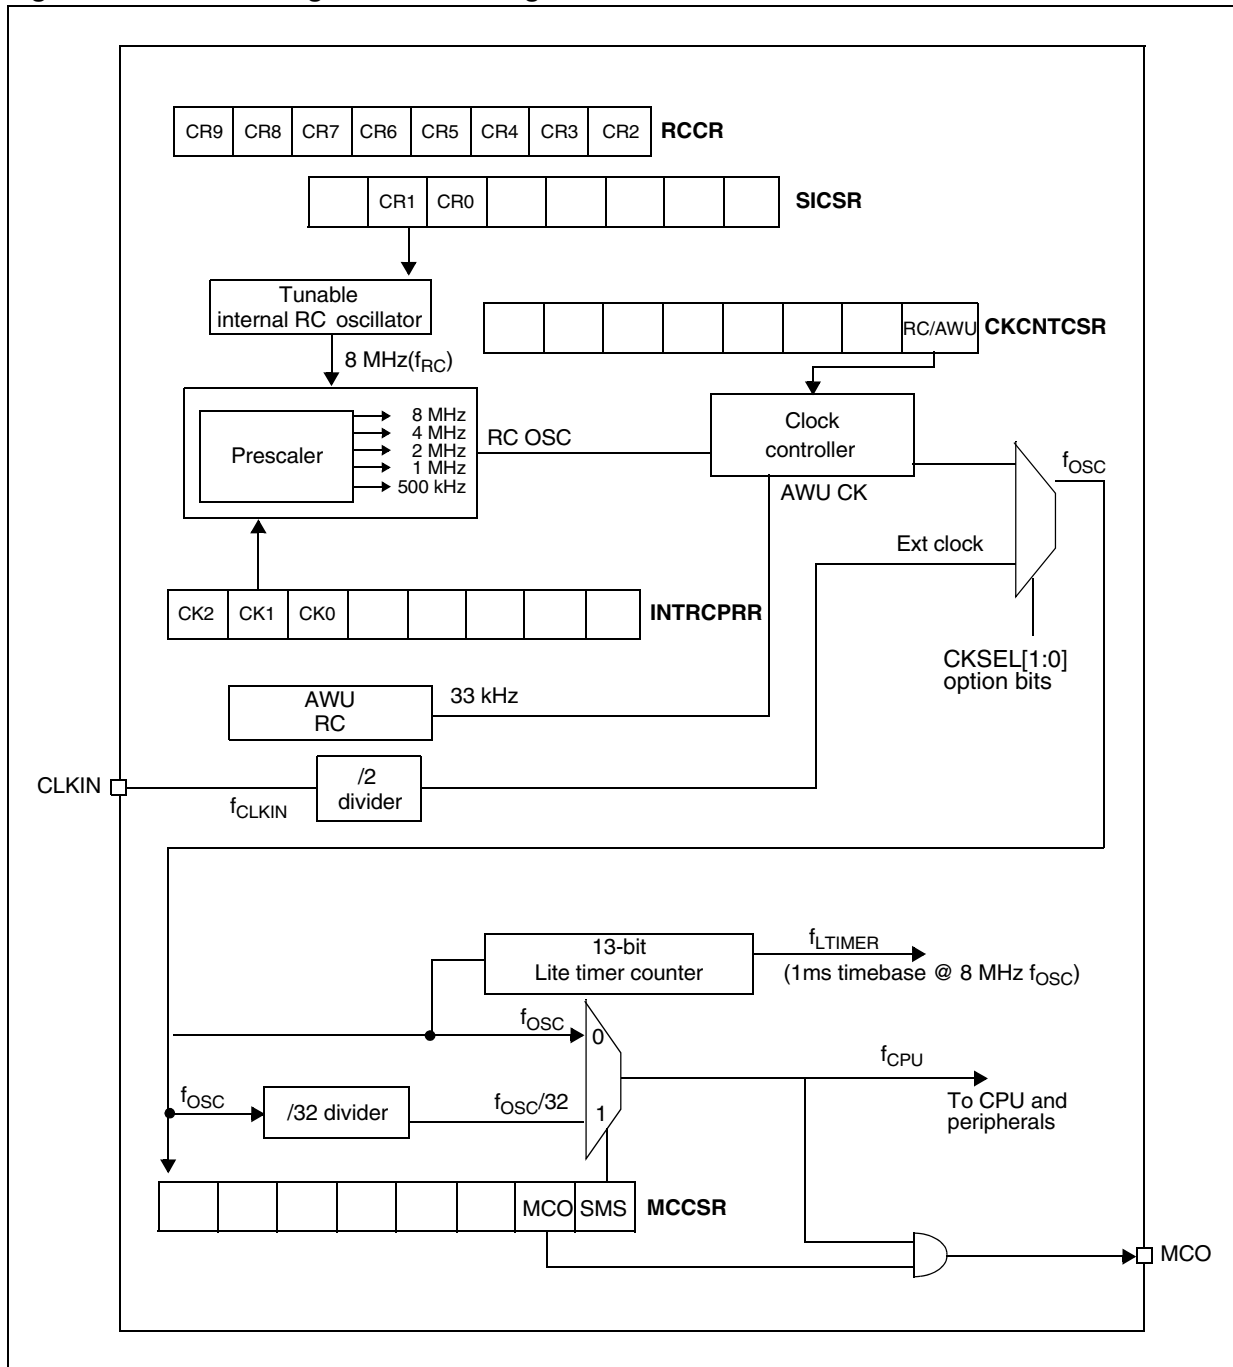 CR9 CR8 CR7 CR6 CR5 CR4 CR3 CR2 RCCR
CR1 CR0 SICSR
Tunable
internal RC oscillator
RC/AWU CKCNTCSR
8 MHz(fRC)
Prescaler
8 MHz
4 MHz
2 MHz
1 MHz
500 kHz
RC OSC
Clock
controller
AWU CK
fOSC
Ext clock
CK2 CK1 CK0 INTRCPRR
CKSEL[1:0]
option bits
AWU
RC
33 kHz
CLKIN
fCLKIN
/2
divider
13-bit
Lite timer counter
fLTIMER
(1ms timebase @ 8 MHz fOSC)
fOSC
0
fCPU
To CPU and
peripherals
fOSC
/32 divider
fOSC/32
1
MCO SMS MCCSR
MCO